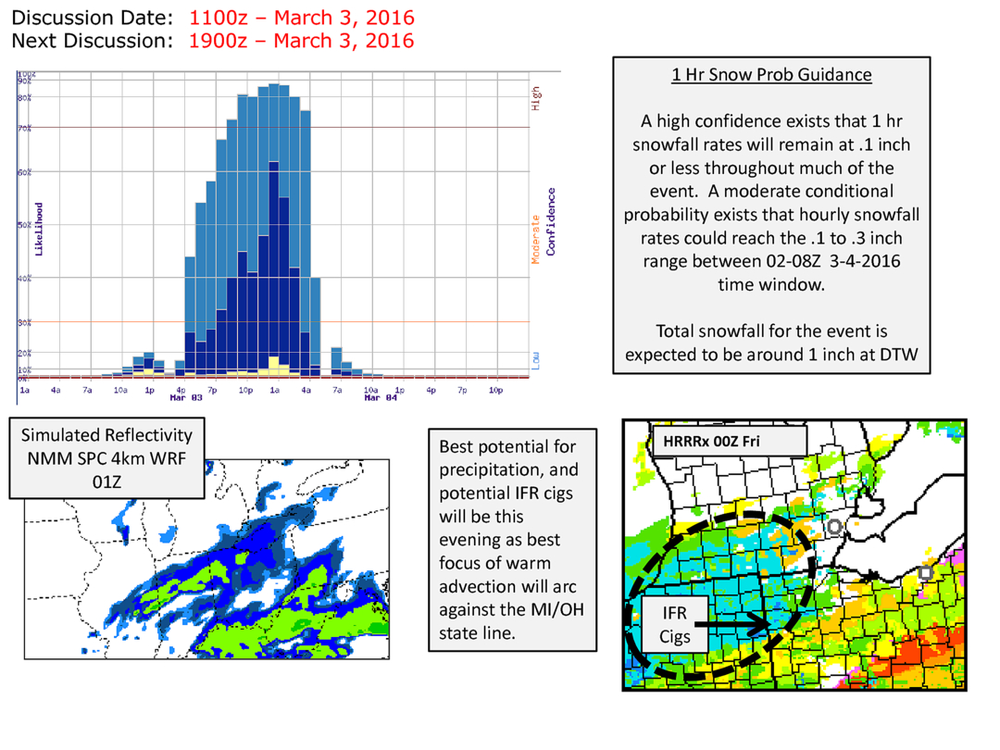 Discussion Date: 1100z – March 3, 2016
Next Discussion: 1900z – March 3, 2016
100%
90%
80%
70%
60%
50%
40%
30%
20%
10%
0%
Likelihood
High
Moderate
Low
Confidence
1a 4a 7a 10a 1p 4p 7p 10p 1a 4a 7a 10a 1p 4p 7p 10p
Mar 03 Mar 04
1 Hr Snow Prob Guidance
A high confidence exists that 1 hr
snowfall rates will remain at .1 inch
or less throughout much of the
event. A moderate conditional
probability exists that hourly snowfall
rates could reach the .1 to .3 inch
range between 02-08Z 3-4-2016
time window.
Total snowfall for the event is
expected to be around 1 inch at DTW
Simulated Reflectivity
NMM SPC 4km WRF
01Z
Best potential for
precipitation, and
potential IFR cigs
will be this
evening as best
focus of warm
advection will arc
against the MI/OH
state line.
HRRRx 00Z Fri
IFR
Cigs